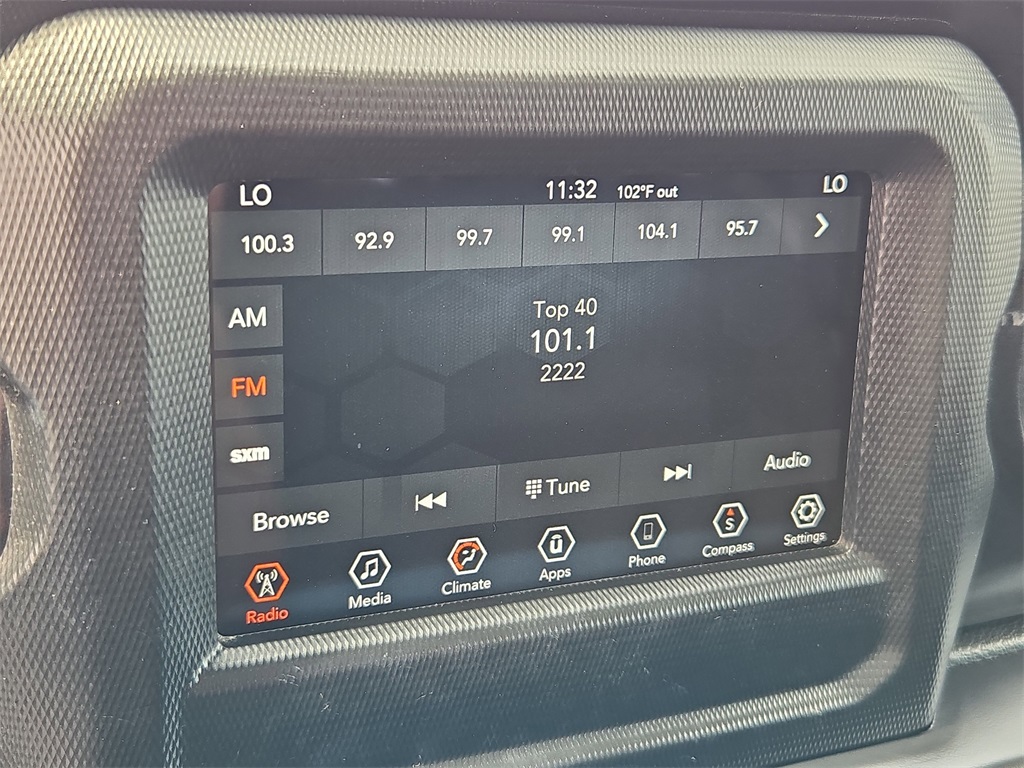 LO 11:32 102°F out LO
100.3 92.9 99.7 99.1 104.1 95.7
AM
Top 40
101.1
2222
FM
sxm
Browse Tune Audio
Radio Media Climate Apps Phone S Compass Settings